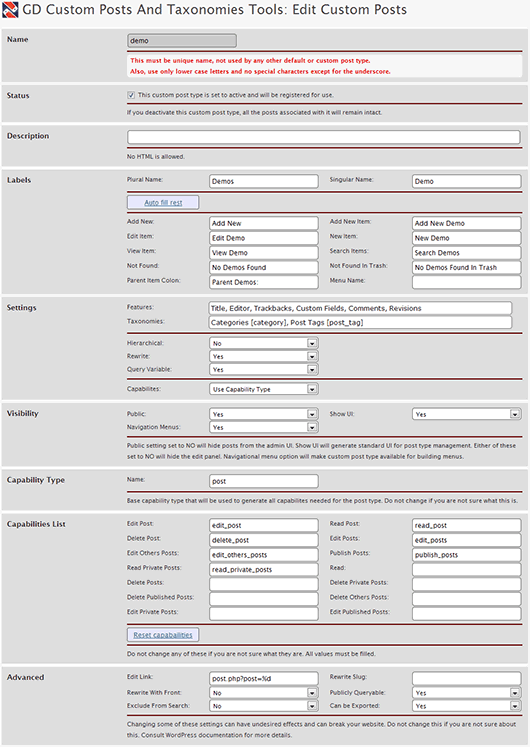 GD Custom Posts And Taxonomies Tools: Edit Custom Posts
Name
demo
This must be unique name, not used by any other default or custom post type.
Also, use only lower case letters and no special characters except for the underscore.
Status
This custom post type is set to active and will be registered for use.
If you deactivate this custom post type, all the posts associated with it will remain intact.
Description
No HTML is allowed.
Labels
Plural Name: Demos Singular Name: Demo
Auto fill rest
Add New: Add New Add New Item: Add New Demo
Edit Item: Edit Demo New Item: New Demo
View Item: View Demo Search Items: Search Demos
Not Found: No Demos Found Not Found In Trash: No Demos Found In Trash
Parent Item Colon: Parent Demos: Menu Name:
Settings
Features: Title, Editor, Trackbacks, Custom Fields, Comments, Revisions
Taxonomies: Categories [category], Post Tags [post_tag]
Hierarchical: No
Rewrite: Yes
Query Variable: Yes
Capabilites: Use Capability Type
Visibility
Public: Yes Show UI: Yes
Navigation Menus: Yes
Public setting set to NO will hide posts from the admin UI. Show UI will generate standard UI for post type management. Either of these
set to NO will hide the edit panel. Navigational menu option will make custom post type available for building menus.
Capability Type
Name: post
Base capability type that will be used to generate all capabilites needed for the post type. Do not change if you are not sure what this is.
Capabilities List
Edit Post: edit_post Read Post: read_post
Delete Post: delete_post Edit Posts: edit_posts
Edit Others Posts: edit_others_posts Publish Posts: publish_posts
Read Private Posts: read_private_posts Read:
Delete Posts: Delete Private Posts:
Delete Published Posts: Delete Others Posts:
Edit Private Posts: Edit Published Posts:
Reset capabailities
Do not change any of these if you are not sure what they are. All values must be filled.
Advanced
Edit Link: post.php?post=%d Rewrite Slug:
Rewrite With Front: No Publicly Queryable: Yes
Exclude From Search: No Can be Exported: Yes
Changing some of these settings can have undesired effects and can break your website. Do not change this if you are not sure about
this. Consult WordPress documentation for more details.